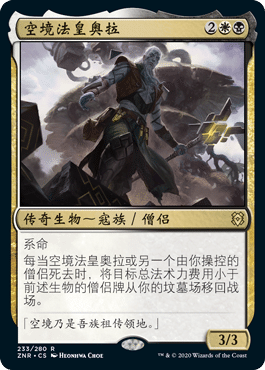 空境法皇奥拉 2
传奇生物～寇族／僧侣
系命
每当空境法皇奥拉或另一个由你操控的
僧侣死去时，将目标总法术力费用小于
前述生物的僧侣牌从你的坟墓场移回战
场。
「空境乃是吾族祖传领地。」
3/3
233/280 R
ZNR • CS HEONHWA CHOE
™ & © 2020 Wizards of the Coast